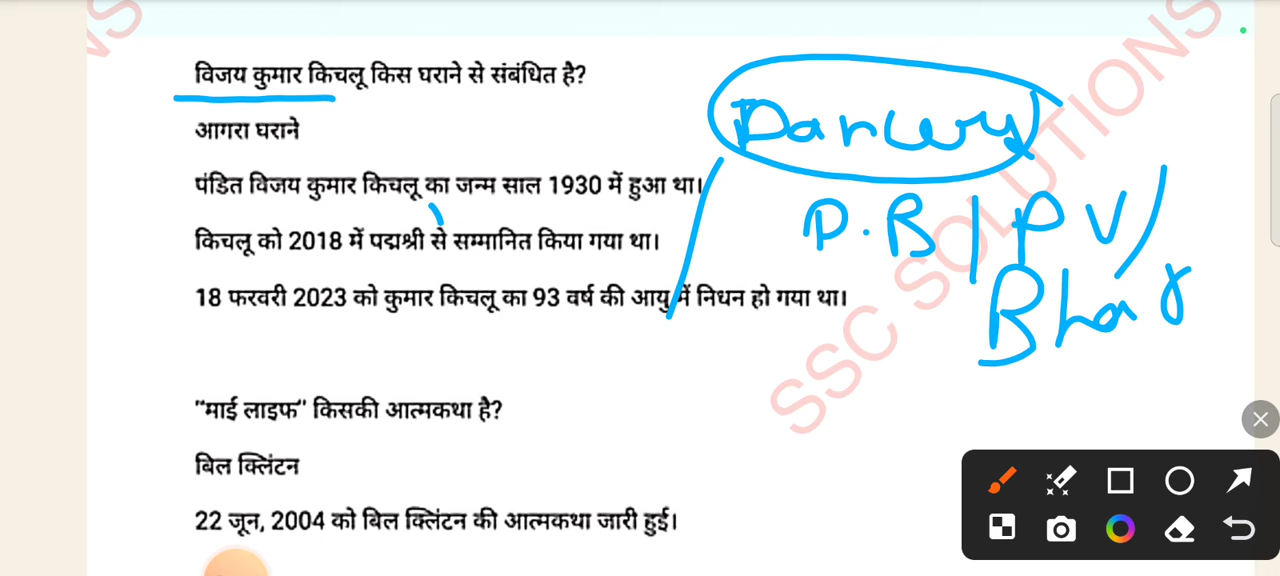 विजय कुमार किचलू किस घराने से संबंधित है?
आगरा घराने
पंडित विजय कुमार किचलू का जन्म साल 1930 में हुआ था।
किचलू को 2018 में पद्मश्री से सम्मानित किया गया था।
18 फरवरी 2023 को कुमार किचलू का 93 वर्ष की आयु में निधन हो गया था।
P.B / PV /
Bhar
"माई लाइफ" किसकी आत्मकथा है?
बिल क्लिंटन
22 जून, 2004 को बिल क्लिंटन की आत्मकथा जारी हुई।
SSC SOLUTIONS
NS